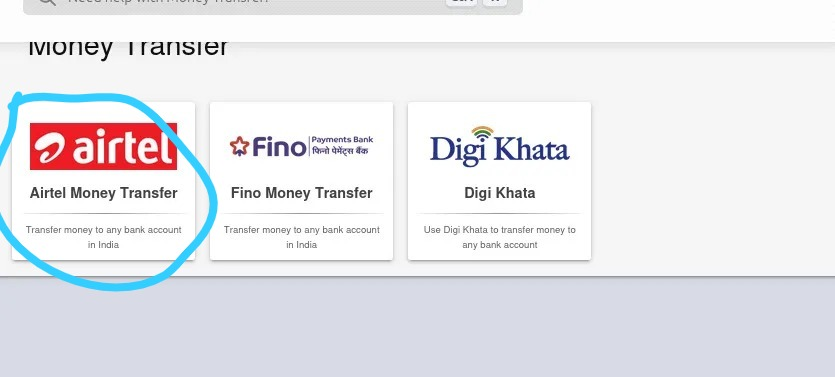 Need help with Money Transfer?
Money Transfer
airtel
Airtel Money Transfer
Transfer money to any bank account
in India
Fino
Payments Bank
फिनो पेमेंट्स बैंक
Fino Money Transfer
Transfer money to any bank account
in India
Digi Khata
Digi Khata
Use Digi Khata to transfer money to
any bank account